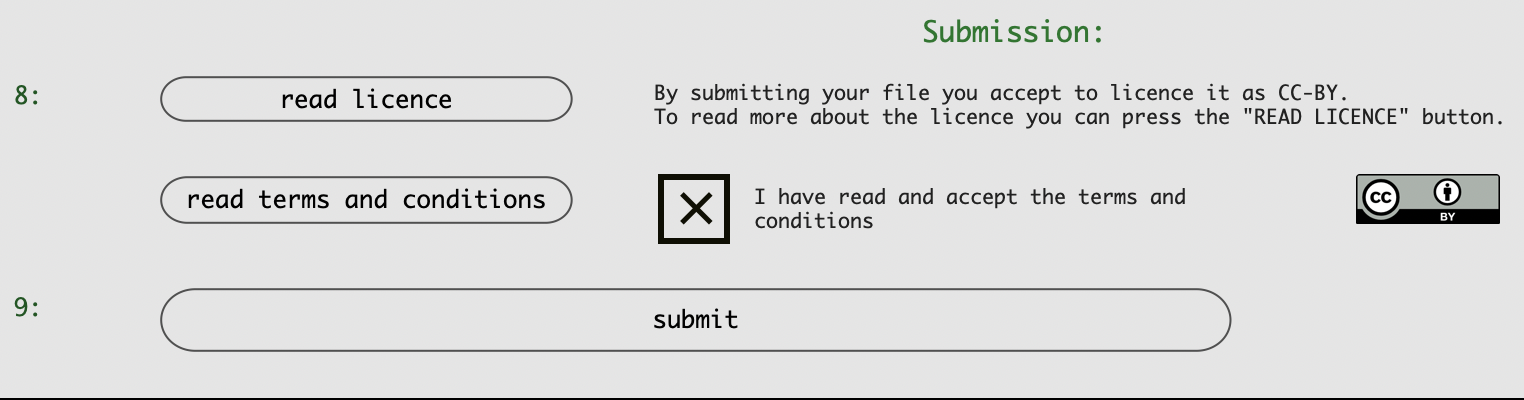 Submission:
8:
read licence
By submitting your file you accept to licence it as CC-BY.
To read more about the licence you can press the "READ LICENCE" button.
read terms and conditions
I have read and accept the terms and
conditions
cc
BY
9:
submit